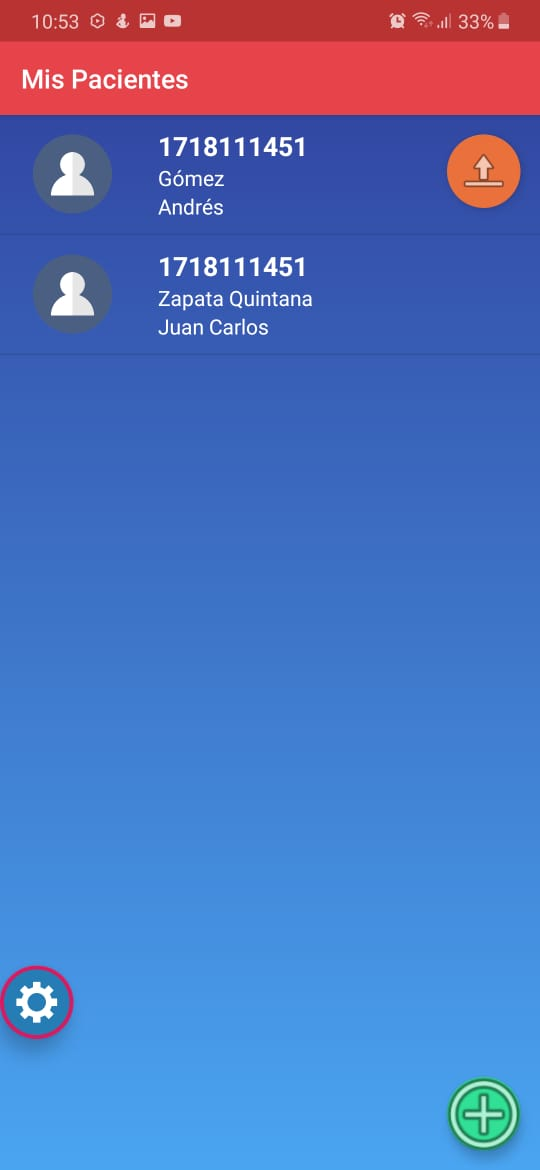 10:53
33%
Mis Pacientes
1718111451
Gómez
Andrés
1718111451
Zapata Quintana
Juan Carlos